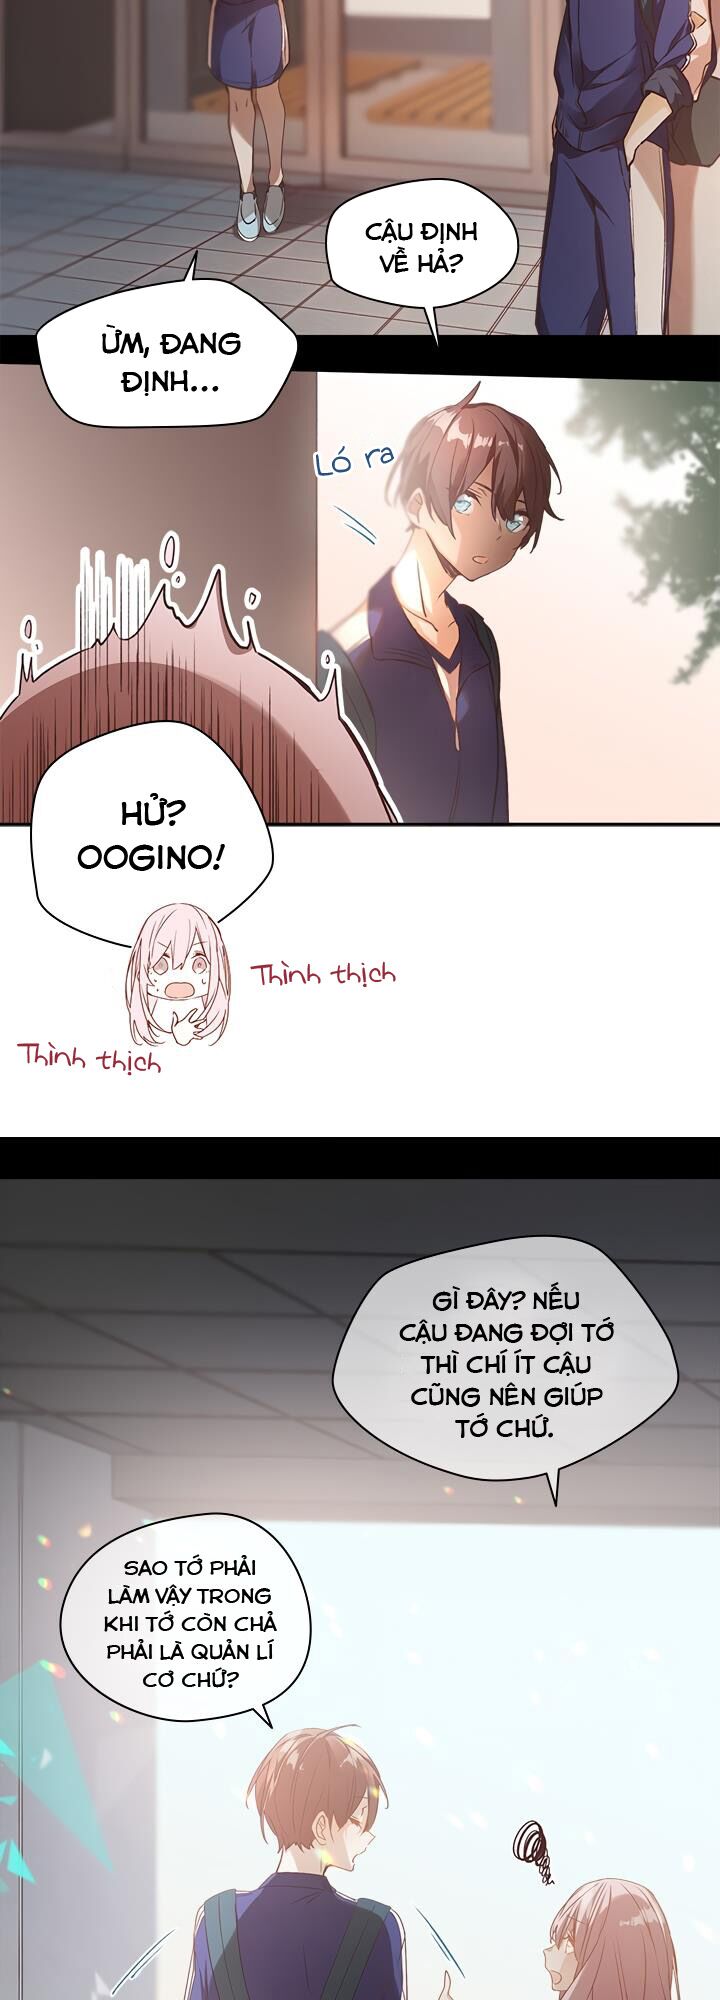 CẬU ĐỊNH
VỀ HẢ?
ỪM, ĐANG
ĐỊNH...
Ló ra
HỬ?
OOGINO!
Thình thịch
Thình thịch
GÌ ĐÂY? NẾU
CẬU ĐANG ĐỢI TỚ
THÌ CHÍ ÍT CẬU
CŨNG NÊN GIÚP
TỚ CHỨ.
SAO TỚ PHẢI
LÀM VẬY TRONG
KHI TỚ CÒN CHẢ
PHẢI LÀ QUẢN LÍ
CƠ CHỨ?